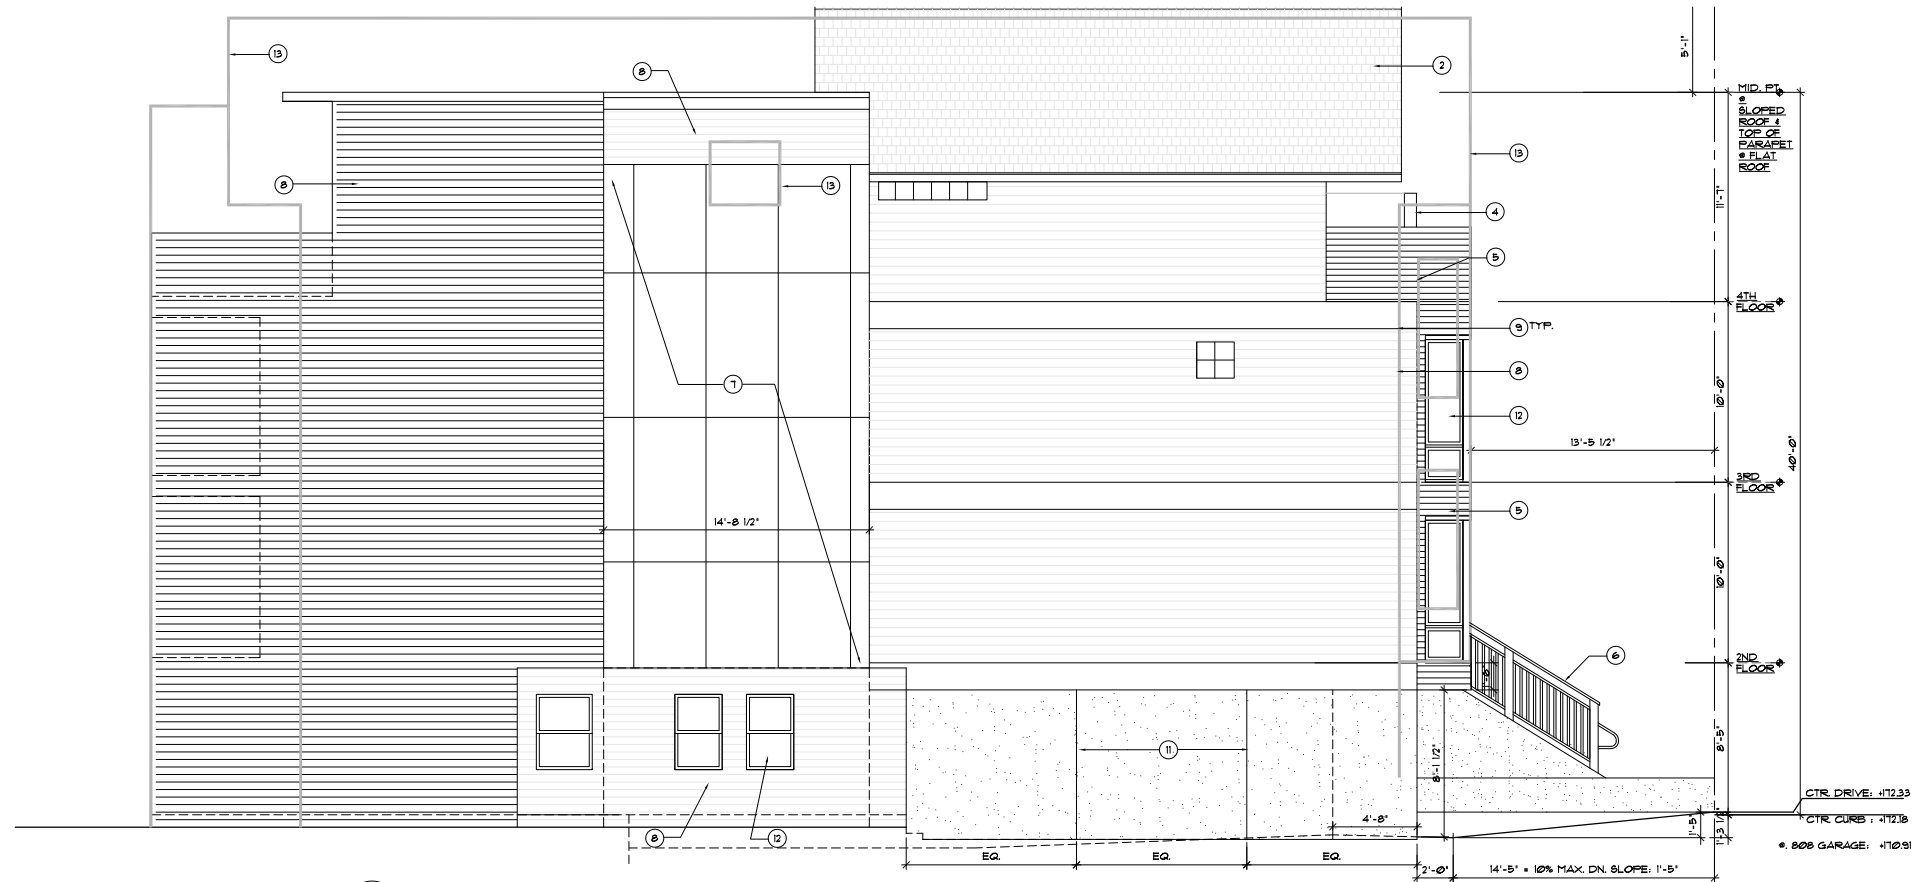 5'-1"
13
8
2
MID. PT.
@
SLOPED
ROOF &
TOP OF
PARAPET
@ FLAT
ROOF
13
8
13
11'-7"
4
5
4TH
FLOOR
9 TYP.
8
7
10'-0"
12
13'-5 1/2"
40'-0"
3RD
FLOOR
5
14'-8 1/2"
10'-0"
6
2ND
FLOOR
11
8'-1 1/2"
8'-5"
CTR. DRIVE: +172.33
4'-8"
1'-5"
CTR. CURB : +172.18
8
12
@. 808 GARAGE: +170.91
EQ.
EQ.
EQ.
2'-0"
14'-5" = 10% MAX. DN. SLOPE: 1'-5"